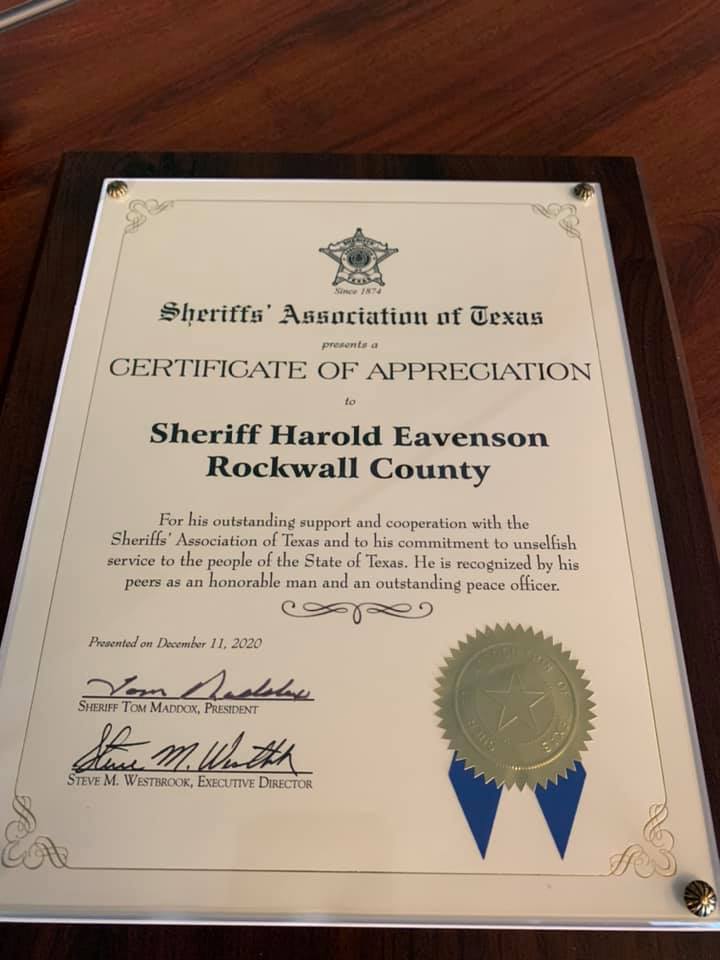 SHERIFFS'
TEXAS
Since 1874
Sheriffs' Association of Texas
presents a
CERTIFICATE OF APPRECIATION
to
Sheriff Harold Eavenson
Rockwall County
For his outstanding support and cooperation with the
Sheriffs' Association of Texas and to his commitment to unselfish
service to the people of the State of Texas. He is recognized by his
peers as an honorable man and an outstanding peace officer.
Presented on December 11, 2020
Tom Maddox
SHERIFF TOM MADDOX, PRESIDENT
Steve M. Westbrook
STEVE M. WESTBROOK, EXECUTIVE DIRECTOR